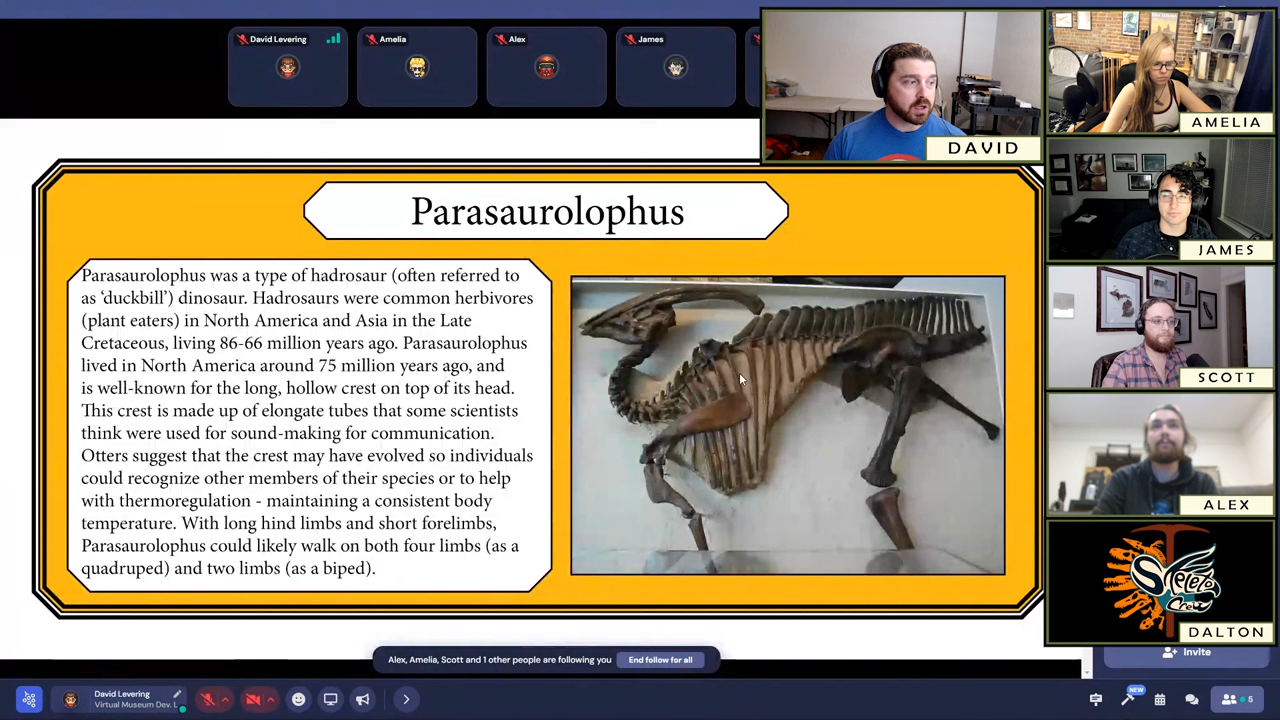 David Levering
Amelia
Alex
James
DAVID
AMELIA
JAMES
SCOTT
ALEX
Skeleto
Crew
DALTON
Parasaurolophus
Parasaurolophus was a type of hadrosaur (often referred to
as ‘duckbill’) dinosaur. Hadrosaurs were common herbivores
(plant eaters) in North America and Asia in the Late
Cretaceous, living 86-66 million years ago. Parasaurolophus
lived in North America around 75 million years ago, and
is well-known for the long, hollow crest on top of its head.
This crest is made up of elongate tubes that some scientists
think were used for sound-making for communication.
Otters suggest that the crest may have evolved so individuals
could recognize other members of their species or to help
with thermoregulation - maintaining a consistent body
temperature. With long hind limbs and short forelimbs,
Parasaurolophus could likely walk on both four limbs (as a
quadruped) and two limbs (as a biped).
Alex, Amelia, Scott and 1 other people are following you
End follow for all
Invite
David Levering
Virtual Museum Dev. L
NEW
5